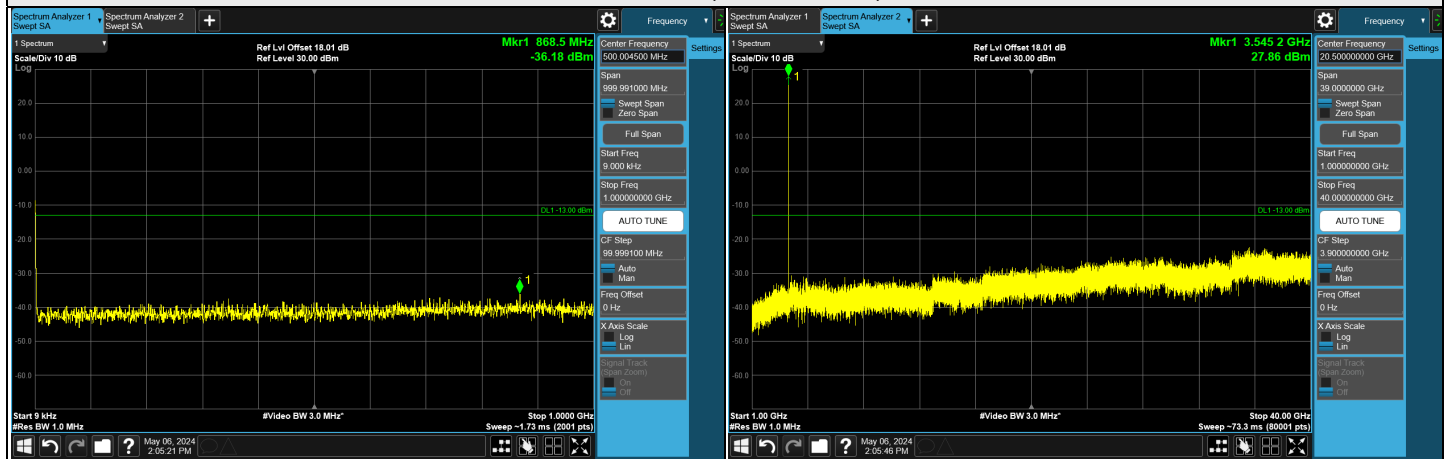 Spectrum Analyzer 1
Swept SA
Spectrum Analyzer 2
Swept SA
Frequency
1 Spectrum
Scale/Div 10 dB
Log
Ref Lvl Offset 18.01 dB
Ref Level 30.00 dBm
Mkr1 868.5 MHz
-36.18 dBm
1
20.0
10.0
0.00
-10.0
DL1 -13.00 dBm
-20.0
-30.0
-40.0
-50.0
-60.0
Start 9 kHz
#Res BW 1.0 MHz
#Video BW 3.0 MHz*
Stop 1.0000 GHz
Sweep ~1.73 ms (2001 pts)
Center Frequency
500.004500 MHz
Settings
Span
999.991000 MHz
Swept Span
Zero Span
Full Span
Start Freq
9.000 kHz
Stop Freq
1.000000000 GHz
AUTO TUNE
CF Step
99.999100 MHz
Auto
Man
Freq Offset
0 Hz
X Axis Scale
Log
Lin
Signal Track
(Span Zoom)
On
Off
May 06, 2024
2:05:21 PM
Spectrum Analyzer 1
Swept SA
Spectrum Analyzer 2
Swept SA
Frequency
1 Spectrum
Scale/Div 10 dB
Log
Ref Lvl Offset 18.01 dB
Ref Level 30.00 dBm
Mkr1 3.545 2 GHz
27.86 dBm
1
20.0
10.0
0.00
-10.0
DL1 -13.00 dBm
-20.0
-30.0
-40.0
-50.0
-60.0
Start 1.00 GHz
#Res BW 1.0 MHz
#Video BW 3.0 MHz*
Stop 40.00 GHz
Sweep ~73.3 ms (80001 pts)
Center Frequency
20.500000000 GHz
Settings
Span
39.0000000 GHz
Swept Span
Zero Span
Full Span
Start Freq
1.000000000 GHz
Stop Freq
40.000000000 GHz
AUTO TUNE
CF Step
3.900000000 GHz
Auto
Man
Freq Offset
0 Hz
X Axis Scale
Log
Lin
Signal Track
(Span Zoom)
On
Off
May 06, 2024
2:05:46 PM